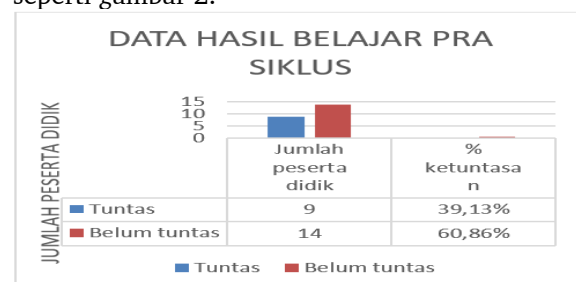 seperti gambar 2.
DATA HASIL BELAJAR PRA
SIKLUS
JUMLAH PESERTA DIDIK
15
10
5
0
Jumlah
peserta
didik
%
ketuntasa
n
Tuntas 9 39,13%
Belum tuntas 14 60,86%
Tuntas Belum tuntas